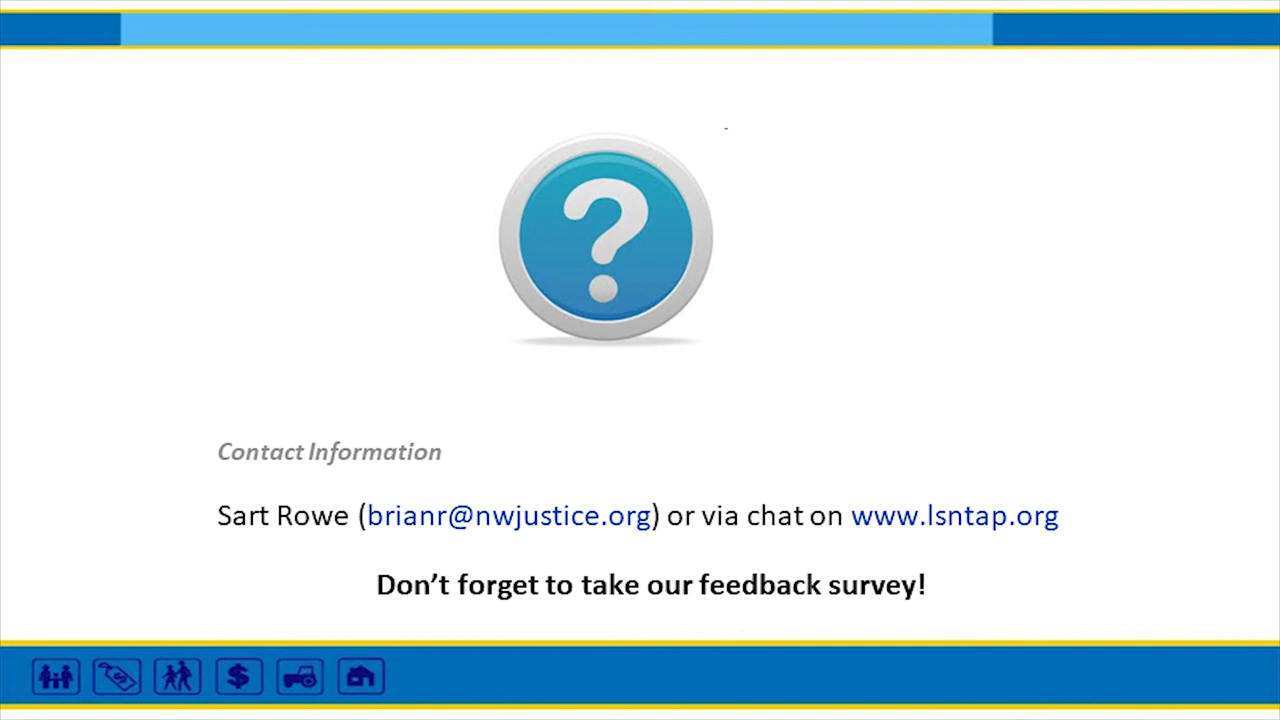 ?
Contact Information
Sart Rowe (brianr@nwjustice.org) or via chat on www.lsntap.org
Don’t forget to take our feedback survey!
$